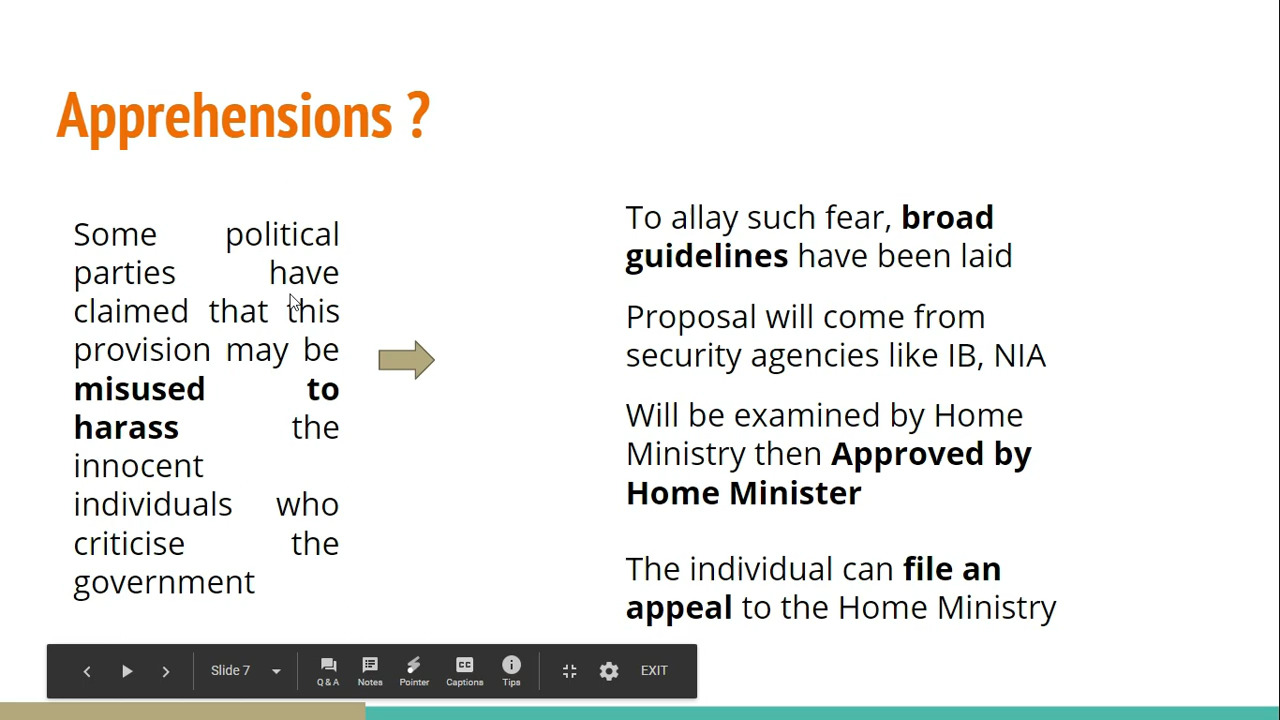 Apprehensions ?
Some political
parties have
claimed that this
provision may be
misused to
harass the
innocent
individuals who
criticise the
government
To allay such fear, broad
guidelines have been laid
Proposal will come from
security agencies like IB, NIA
Will be examined by Home
Ministry then Approved by
Home Minister
The individual can file an
appeal to the Home Ministry
Slide 7
Q & A
Notes
Pointer
CC
Captions
Tips
EXIT